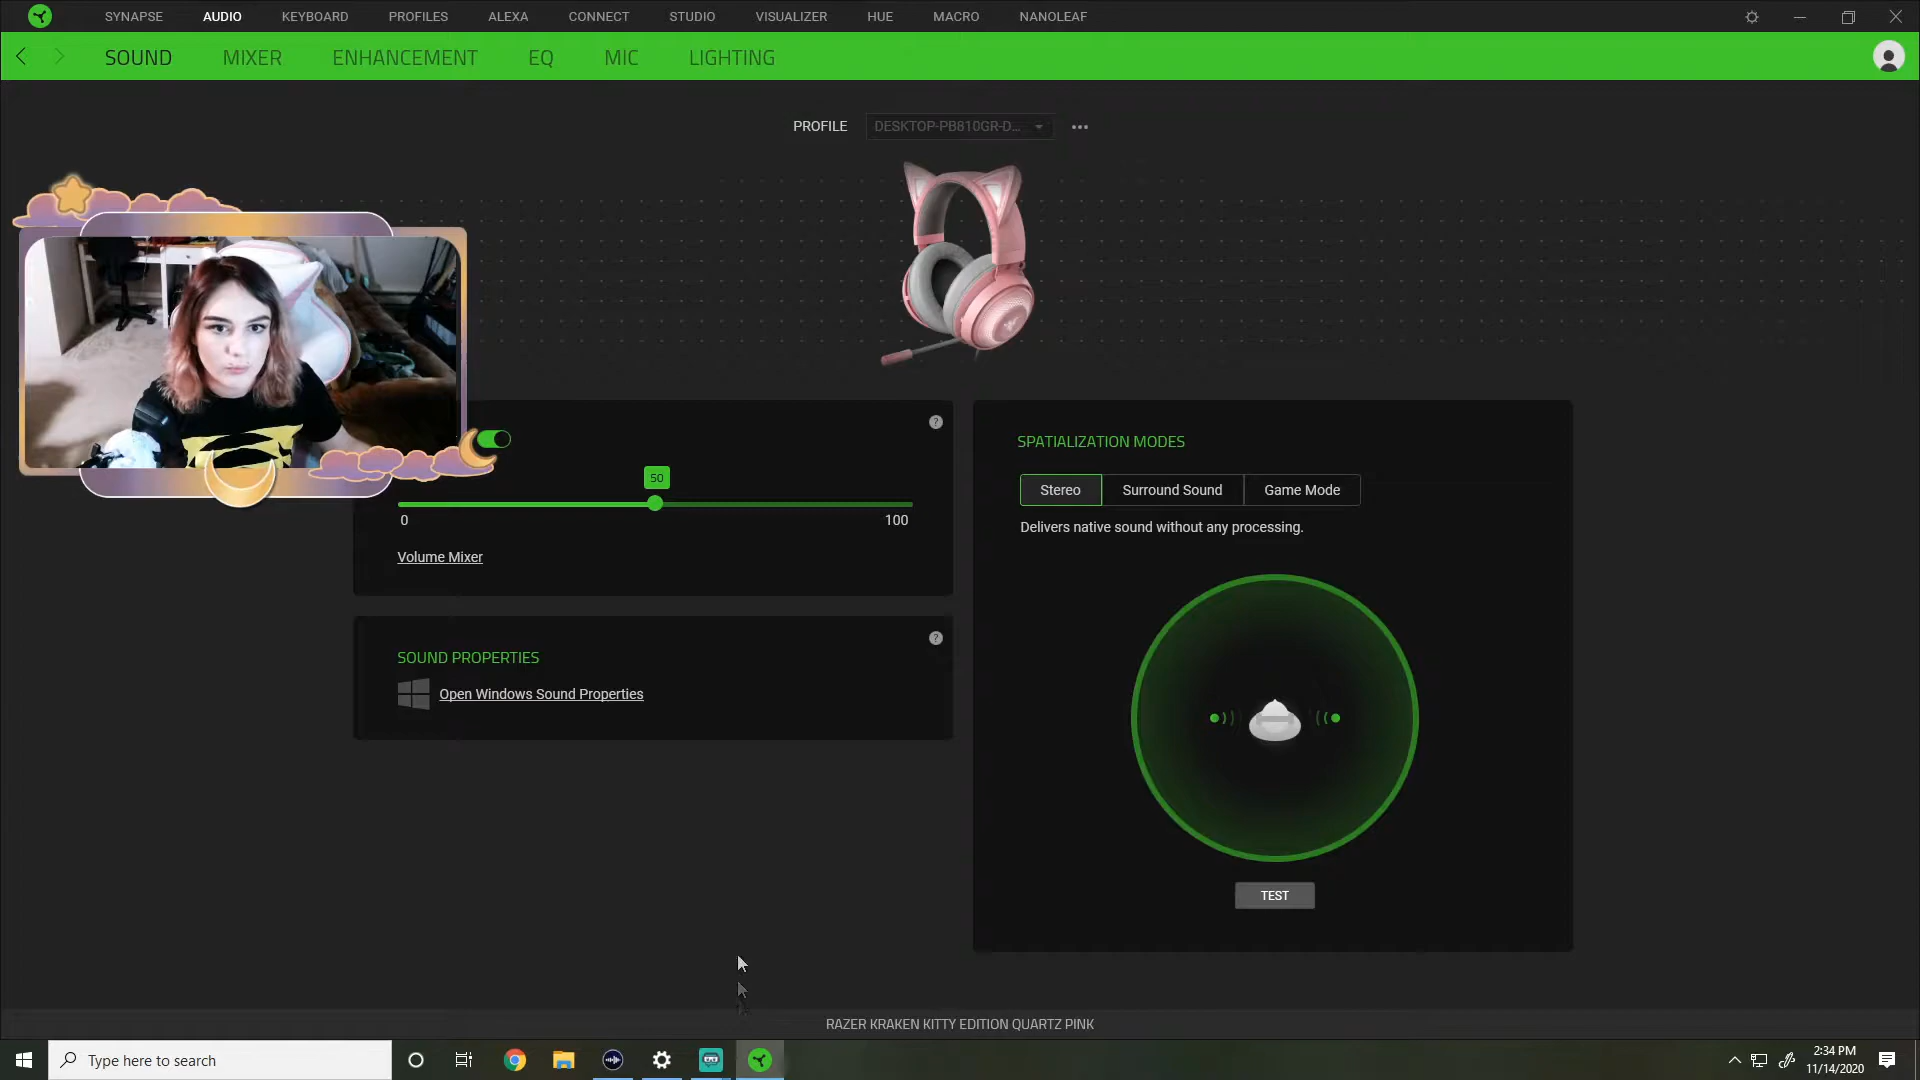 SYNAPSE AUDIO KEYBOARD PROFILES ALEXA CONNECT STUDIO VISUALIZER HUE MACRO NANOLEAF
SOUND MIXER ENHANCEMENT EQ MIC LIGHTING
PROFILE DESKTOP-PB810GR-D...
?
50
0 100
Volume Mixer
?
SOUND PROPERTIES
Open Windows Sound Properties
SPATIALIZATION MODES
Stereo Surround Sound Game Mode
Delivers native sound without any processing.
TEST
RAZER KRAKEN KITTY EDITION QUARTZ PINK
Type here to search
2:34 PM
11/14/2020